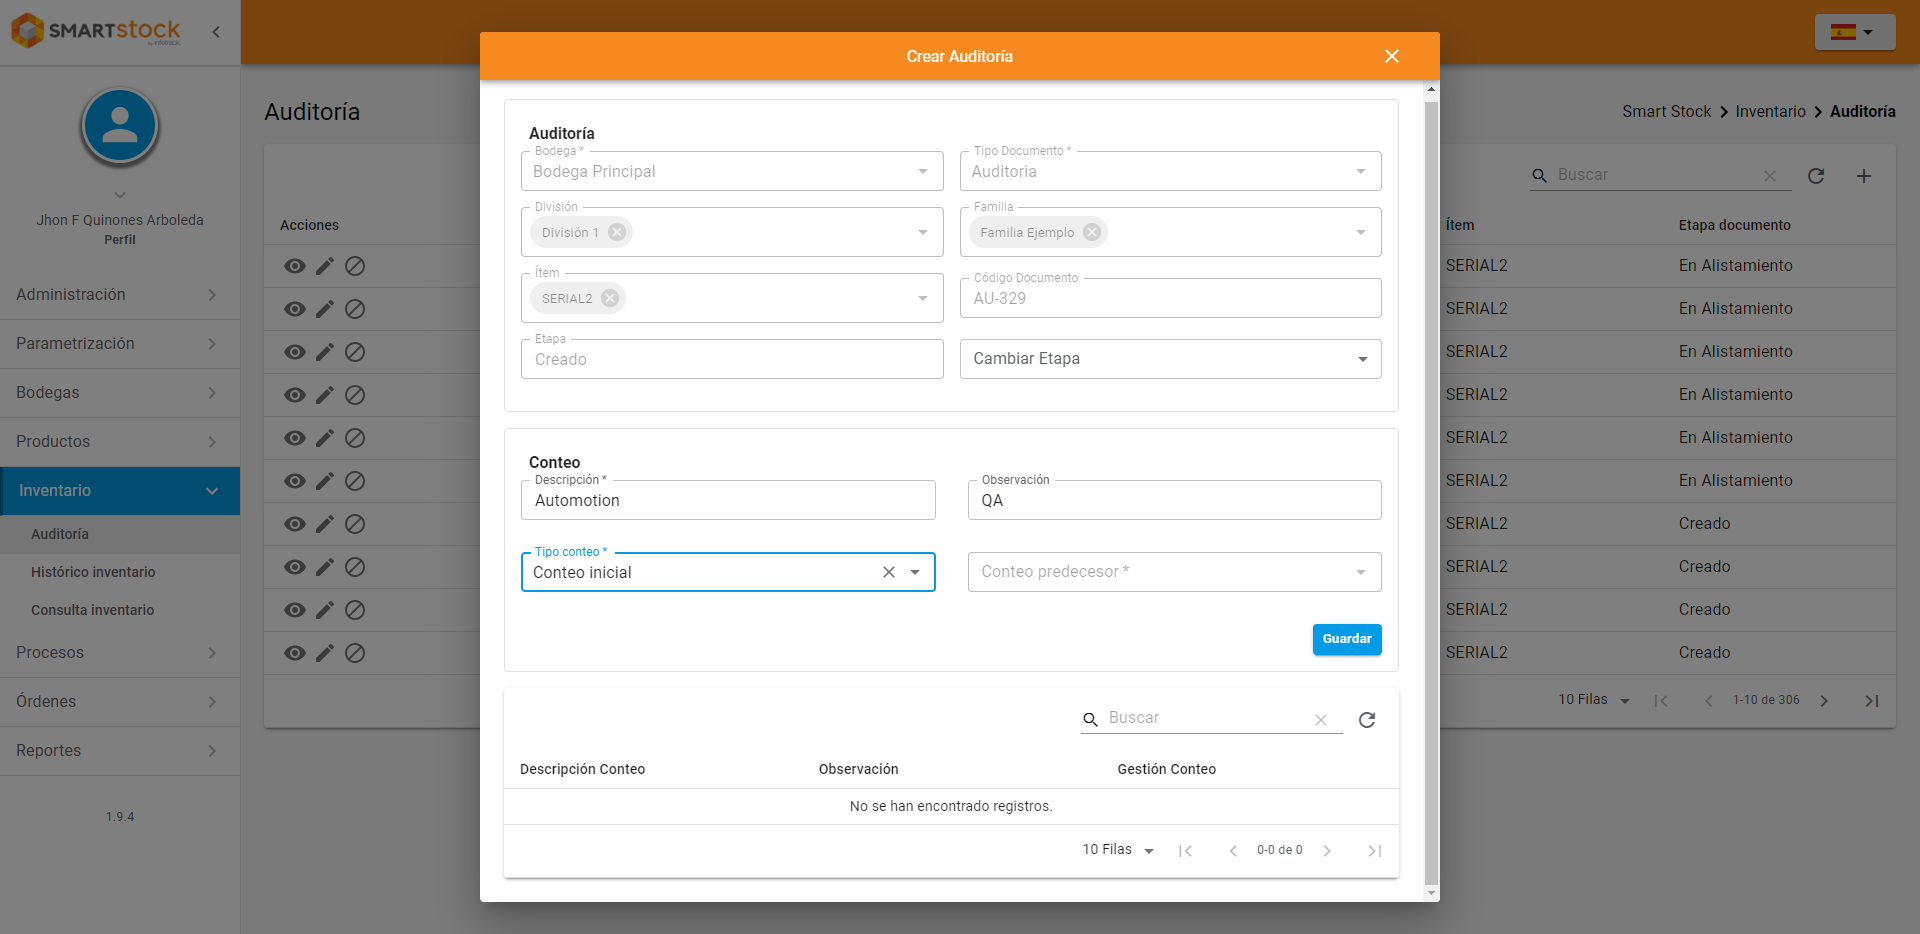 SMARTSTOCK
by infotrack
Jhon F Quinones Arboleda
Perfil
Administración
Parametrización
Bodegas
Productos
Inventario
Auditoría
Histórico inventario
Consulta inventario
Procesos
Órdenes
Reportes
1.9.4
Auditoría
Smart Stock > Inventario > Auditoría
Buscar
Acciones
Ítem
Etapa documento
SERIAL2
En Alistamiento
SERIAL2
En Alistamiento
SERIAL2
En Alistamiento
SERIAL2
En Alistamiento
SERIAL2
En Alistamiento
SERIAL2
En Alistamiento
SERIAL2
Creado
SERIAL2
Creado
SERIAL2
Creado
SERIAL2
Creado
10 Filas
1-10 de 306
Crear Auditoría
Auditoría
Bodega *
Bodega Principal
Tipo Documento *
Auditoria
División
División 1
Familia
Familia Ejemplo
Ítem
SERIAL2
Código Documento
AU-329
Etapa
Creado
Cambiar Etapa
Conteo
Descripción *
Automotion
Observación
QA
Tipo conteo *
Conteo inicial
Conteo predecesor *
Guardar
Buscar
Descripción Conteo
Observación
Gestión Conteo
No se han encontrado registros.
10 Filas
0-0 de 0